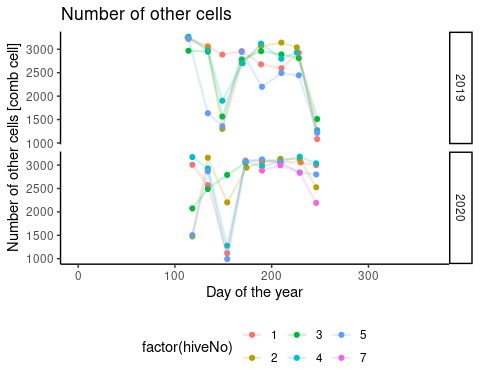 Number of other cells
Number of other cells [comb cell]
3000
2500
2000
1500
1000
2019
3000
2500
2000
1500
1000
2020
0 100 200 300
Day of the year
factor(hiveNo)
1 3 5
2 4 7